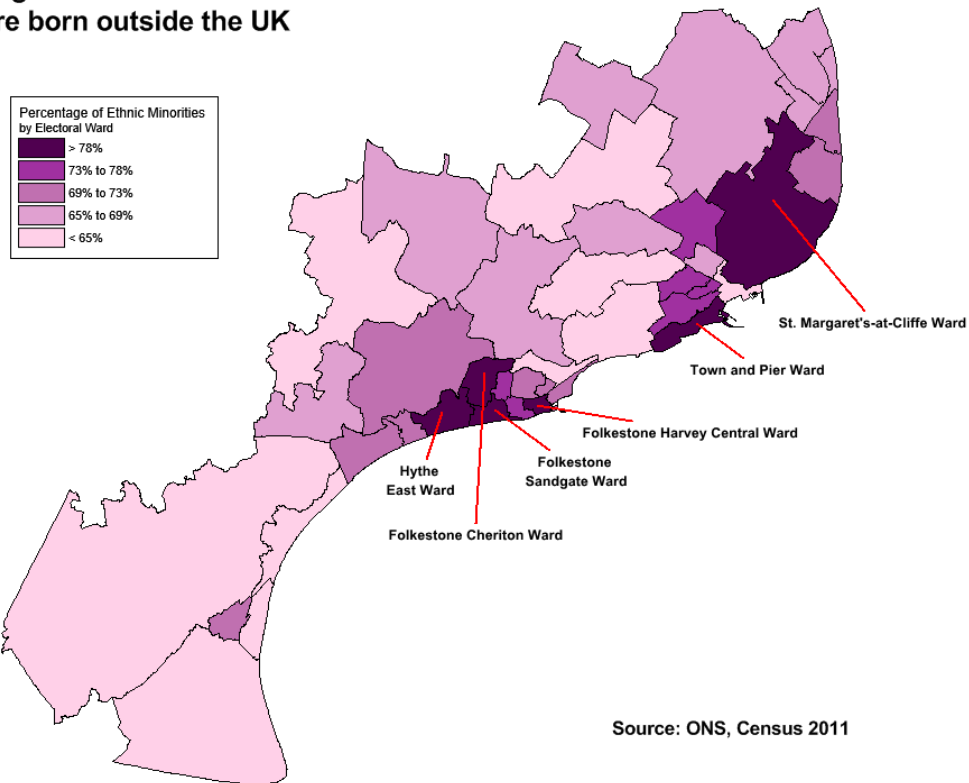 re born outside the UK
Percentage of Ethnic Minorities
by Electoral Ward
> 78%
73% to 78%
69% to 73%
65% to 69%
< 65%
St. Margaret's-at-Cliffe Ward
Town and Pier Ward
Folkestone Harvey Central Ward
Folkestone
Sandgate Ward
Hythe
East Ward
Folkestone Cheriton Ward
Source: ONS, Census 2011